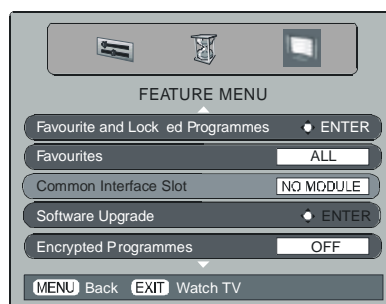 FEATURE MENU
Favourite and Lock ed Programmes ENTER
Favourites ALL
Common Interface Slot NO MODULE
Software Upgrade ENTER
Encrypted Programmes OFF
MENU Back EXIT Watch TV